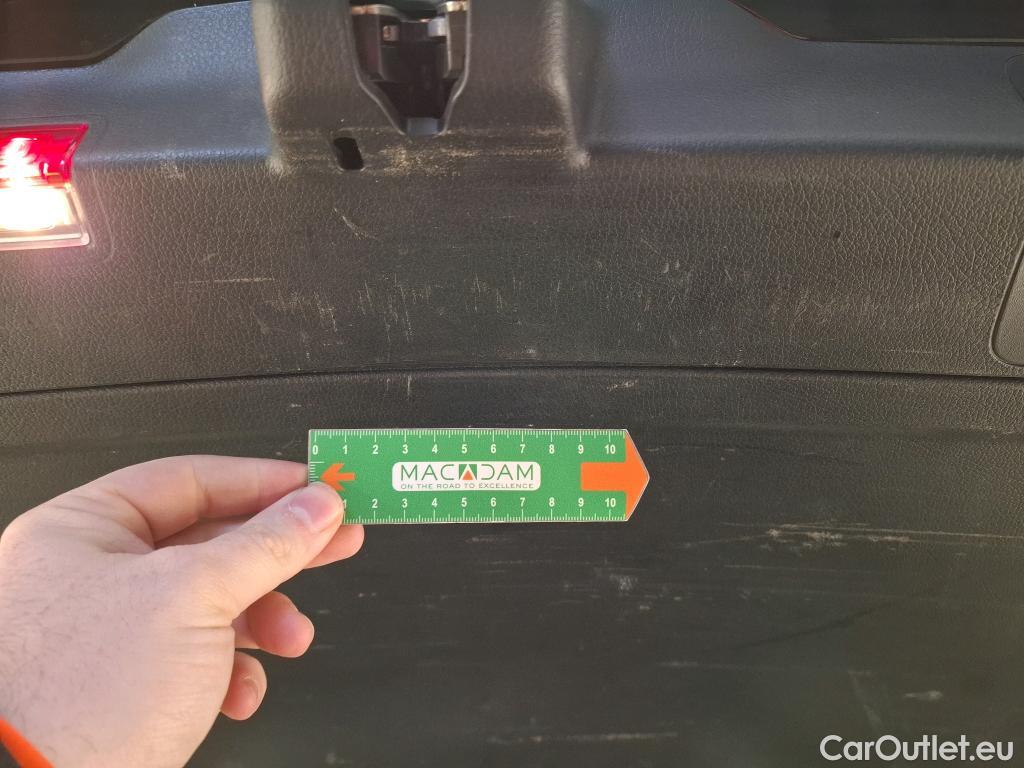 0 1 2 3 4 5 6 7 8 9 10
MACADAM
ON THE ROAD TO EXCELLENCE
1 2 3 4 5 6 7 8 9 10
CarOutlet.eu